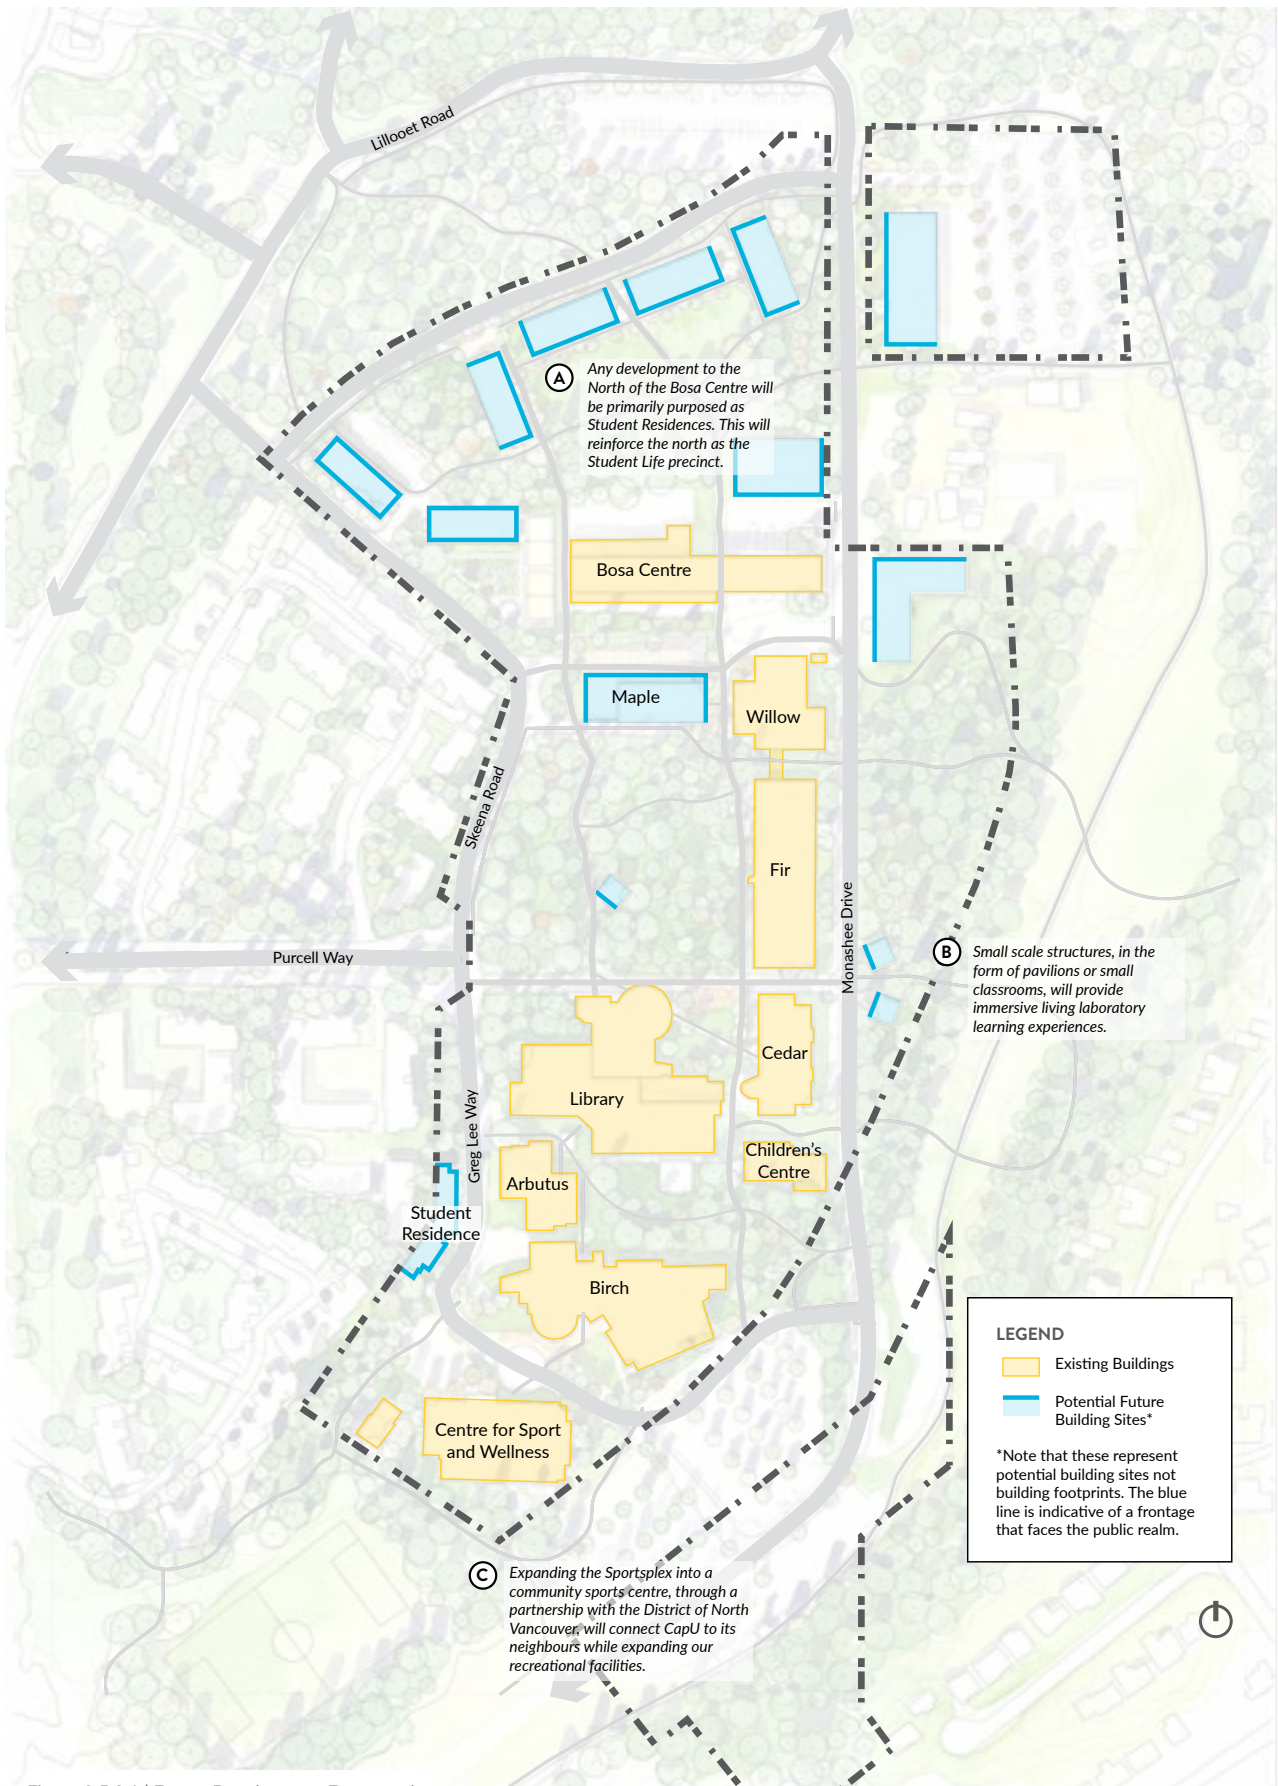 Lillooet Road
A
Any development to the
North of the Bosa Centre will
be primarily purposed as
Student Residences. This will
reinforce the north as the
Student Life precinct.
Bosa Centre
Maple
Willow
Skeena Road
Fir
Monashee Drive
Purcell Way
B
Small scale structures, in the
form of pavilions or small
classrooms, will provide
immersive living laboratory
learning experiences.
Cedar
Library
Greg Lee Way
Children's
Centre
Arbutus
Student
Residence
Birch
Centre for Sport
and Wellness
C
Expanding the Sportsplex into a
community sports centre, through a
partnership with the District of North
Vancouver, will connect CapU to its
neighbours while expanding our
recreational facilities.
LEGEND
Existing Buildings
Potential Future
Building Sites*
*Note that these represent
potential building sites not
building footprints. The blue
line is indicative of a frontage
that faces the public realm.